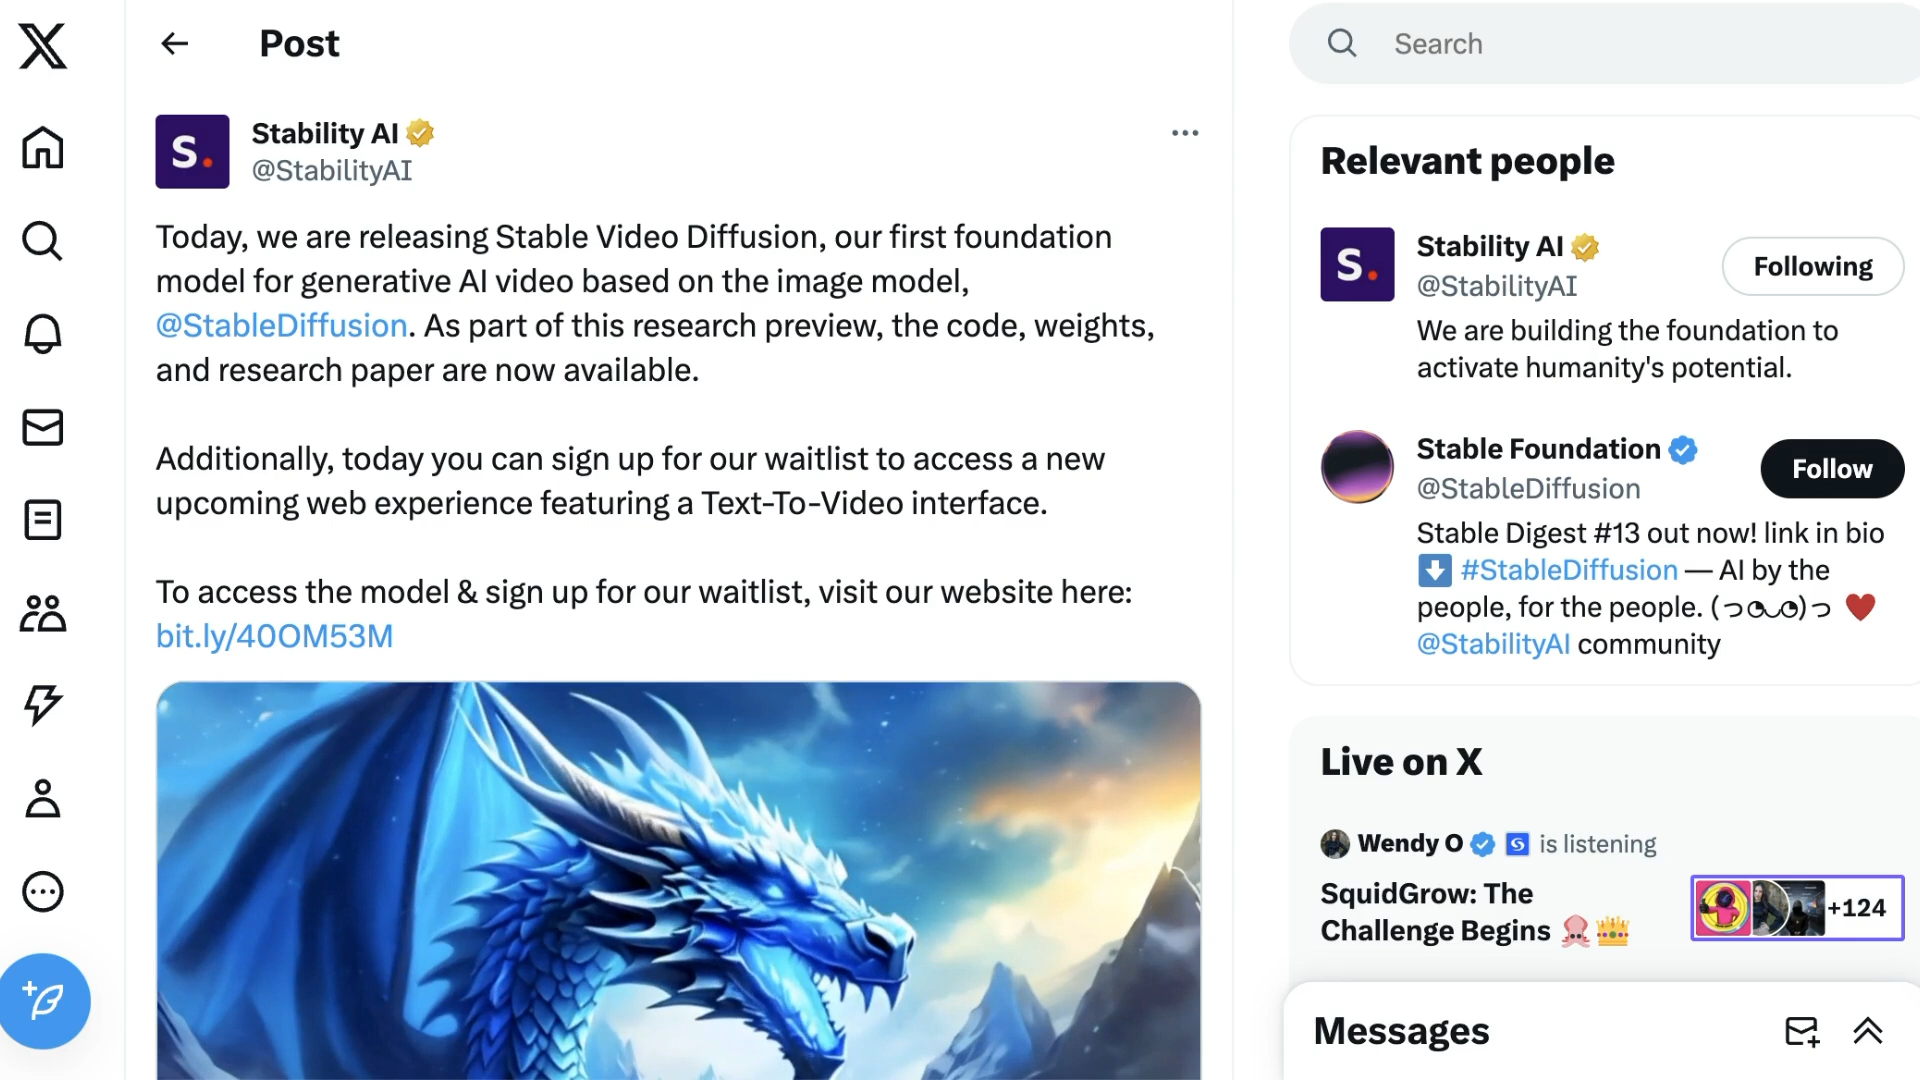 Post
Search
S.
Stability AI
@StabilityAI
Today, we are releasing Stable Video Diffusion, our first foundation
model for generative AI video based on the image model,
@StableDiffusion. As part of this research preview, the code, weights,
and research paper are now available.
Additionally, today you can sign up for our waitlist to access a new
upcoming web experience featuring a Text-To-Video interface.
To access the model & sign up for our waitlist, visit our website here:
bit.ly/40OM53M
Relevant people
S.
Stability AI
@StabilityAI
Following
We are building the foundation to
activate humanity's potential.
Stable Foundation
@StableDiffusion
Follow
Stable Digest #13 out now! link in bio
⬇️ #StableDiffusion — AI by the
people, for the people. (っ◔◡◔)っ ❤️
@StabilityAI community
Live on X
Wendy O S is listening
SquidGrow: The
Challenge Begins 🦑👑
+124
Messages